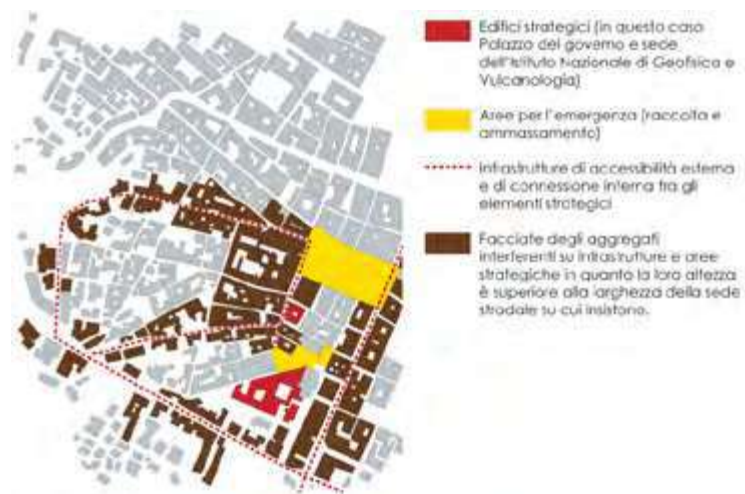 Edifici strategici (in questo caso
Palazzo del governo e sede
dell'Istituto Nazionale di Geofisica e
Vulcanologia)
Aree per l'emergenza (raccolta e
ammassamento)
Infrastrutture di accessibilità esterna
e di connessione interna tra gli
elementi strategici
Facciate degli aggregati
interferenti su infrastrutture e aree
strategiche in quanto la loro altezza
è superiore alla larghezza della sede
stradale su cui insistono.